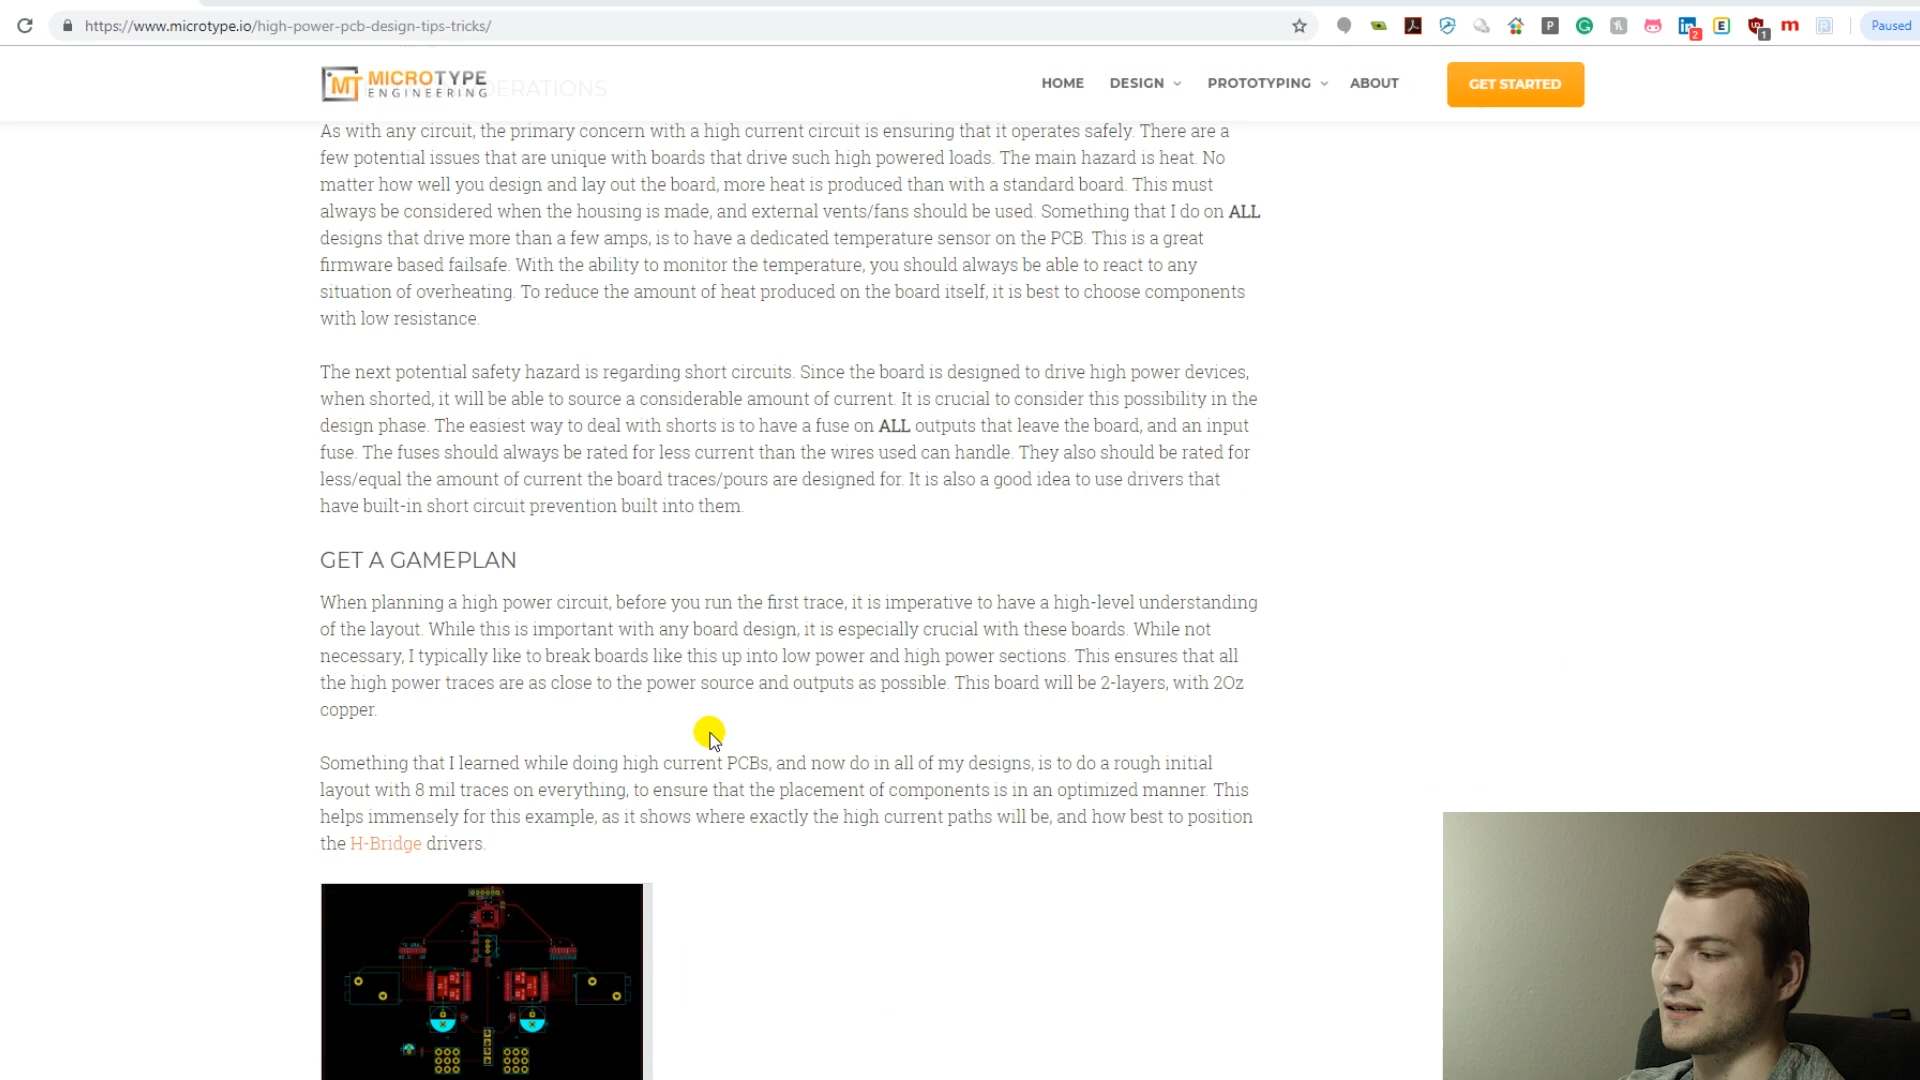 https://www.microtype.io/high-power-pcb-design-tips-tricks/
2
E
1
P
m
Paused
MT MICROTYPE
ENGINEERING
DERATIONS
HOME DESIGN PROTOTYPING ABOUT GET STARTED
As with any circuit, the primary concern with a high current circuit is ensuring that it operates safely. There are a
few potential issues that are unique with boards that drive such high powered loads. The main hazard is heat. No
matter how well you design and lay out the board, more heat is produced than with a standard board. This must
always be considered when the housing is made, and external vents/fans should be used. Something that I do on ALL
designs that drive more than a few amps, is to have a dedicated temperature sensor on the PCB. This is a great
firmware based failsafe. With the ability to monitor the temperature, you should always be able to react to any
situation of overheating. To reduce the amount of heat produced on the board itself, it is best to choose components
with low resistance.
The next potential safety hazard is regarding short circuits. Since the board is designed to drive high power devices,
when shorted, it will be able to source a considerable amount of current. It is crucial to consider this possibility in the
design phase. The easiest way to deal with shorts is to have a fuse on ALL outputs that leave the board, and an input
fuse. The fuses should always be rated for less current than the wires used can handle. They also should be rated for
less/equal the amount of current the board traces/pours are designed for. It is also a good idea to use drivers that
have built-in short circuit prevention built into them.
GET A GAMEPLAN
When planning a high power circuit, before you run the first trace, it is imperative to have a high-level understanding
of the layout. While this is important with any board design, it is especially crucial with these boards. While not
necessary, I typically like to break boards like this up into low power and high power sections. This ensures that all
the high power traces are as close to the power source and outputs as possible. This board will be 2-layers, with 2Oz
copper.
Something that I learned while doing high current PCBs, and now do in all of my designs, is to do a rough initial
layout with 8 mil traces on everything, to ensure that the placement of components is in an optimized manner. This
helps immensely for this example, as it shows where exactly the high current paths will be, and how best to position
the H-Bridge drivers.